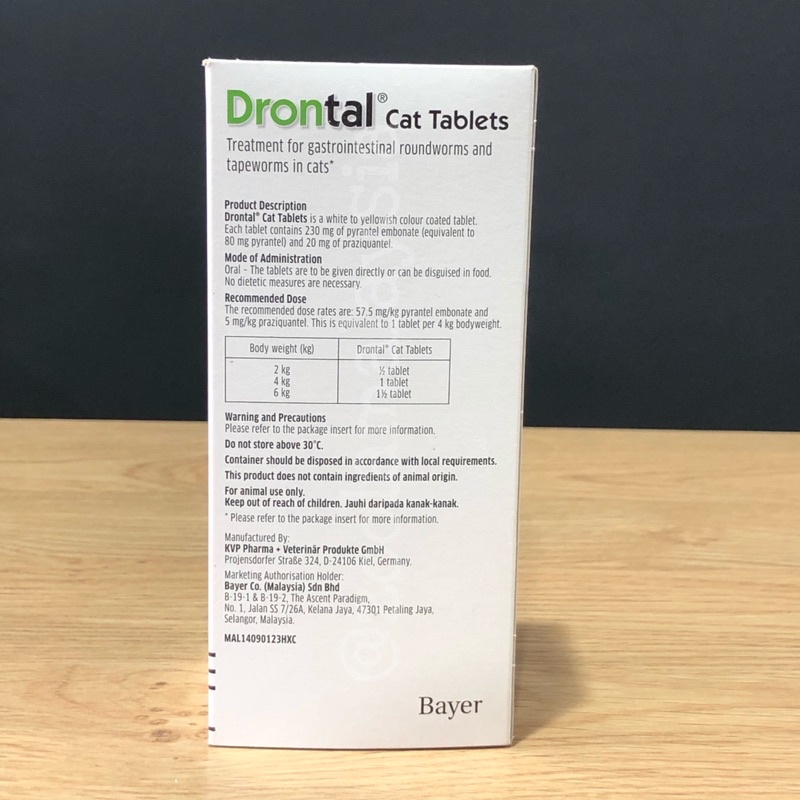 Drontal® Cat Tablets
Treatment for gastrointestinal roundworms and
tapeworms in cats*
Product Description
Drontal® Cat Tablets is a white to yellowish colour coated tablet.
Each tablet contains 230 mg of pyrantel embonate (equivalent to
80 mg pyrantel) and 20 mg of praziquantel.
Mode of Administration
Oral - The tablets are to be given directly or can be disguised in food.
No dietetic measures are necessary.
Recommended Dose
The recommended dose rates are: 57.5 mg/kg pyrantel embonate and
5 mg/kg praziquantel. This is equivalent to 1 tablet per 4 kg bodyweight.
Body weight (kg) Drontal® Cat Tablets
2 kg ½ tablet
4 kg 1 tablet
6 kg 1½ tablet
Warning and Precautions
Please refer to the package insert for more information.
Do not store above 30°C.
Container should be disposed in accordance with local requirements.
This product does not contain ingredients of animal origin.
For animal use only.
Keep out of reach of children. Jauhi daripada kanak-kanak.
* Please refer to the package insert for more information.
Manufactured By:
KVP Pharma + Veterinär Produkte GmbH
Projensdorfer Straße 324, D-24106 Kiel, Germany.
Marketing Authorisation Holder:
Bayer Co. (Malaysia) Sdn Bhd
B-19-1 & B-19-2, The Ascent Paradigm,
No. 1, Jalan SS 7/26A, Kelana Jaya, 47301 Petaling Jaya,
Selangor, Malaysia.
MAL14090123HXC
Bayer